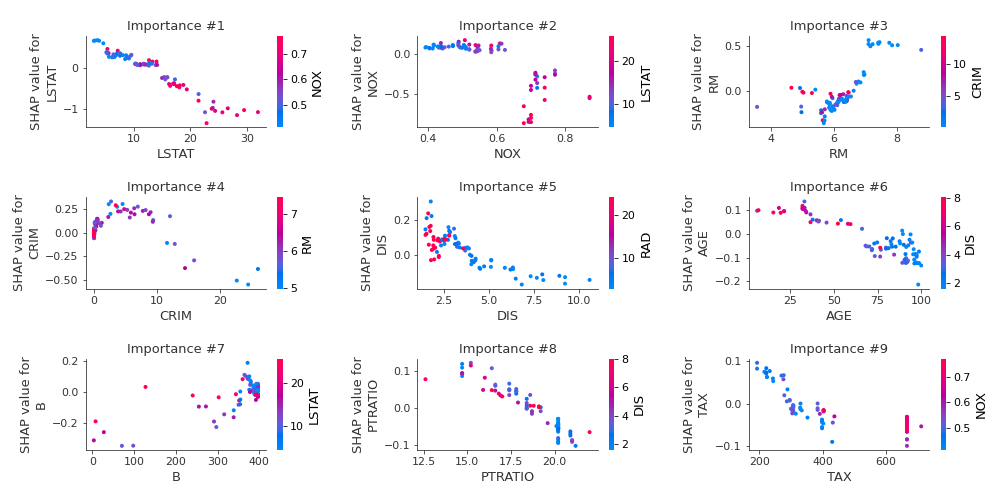 Importance #1
0
−1
10
20
30
LSTAT
SHAP value for
LSTAT
0.7
0.6
0.5
NOX
Importance #2
0.0
−0.5
0.4
0.6
0.8
NOX
SHAP value for
NOX
20
10
LSTAT
Importance #3
0.5
0.0
4
6
8
RM
SHAP value for
RM
10
5
CRIM
Importance #4
0.25
0.00
−0.25
−0.50
0
10
20
CRIM
SHAP value for
CRIM
7
6
5
RM
Importance #5
0.2
0.0
2.5
5.0
7.5
10.0
DIS
SHAP value for
DIS
20
10
RAD
Importance #6
0.1
0.0
−0.1
−0.2
25
50
75
100
AGE
SHAP value for
AGE
8
6
4
2
DIS
Importance #7
0.2
0.0
−0.2
0
100
200
300
400
B
SHAP value for
B
20
10
LSTAT
Importance #8
0.1
0.0
−0.1
12.5
15.0
17.5
20.0
PTRATIO
SHAP value for
PTRATIO
8
6
4
2
DIS
Importance #9
0.1
0.0
−0.1
200
400
600
TAX
SHAP value for
TAX
0.7
0.6
0.5
NOX